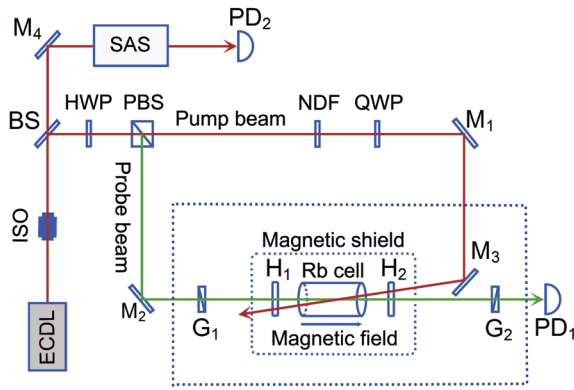 M4
PD2
SAS
BS
HWP
PBS
NDF
QWP
Pump beam
M1
Probe beam
ISO
Magnetic shield
M3
H1
Rb cell
H2
M2
G1
Magnetic field
G2
PD1
ECDL